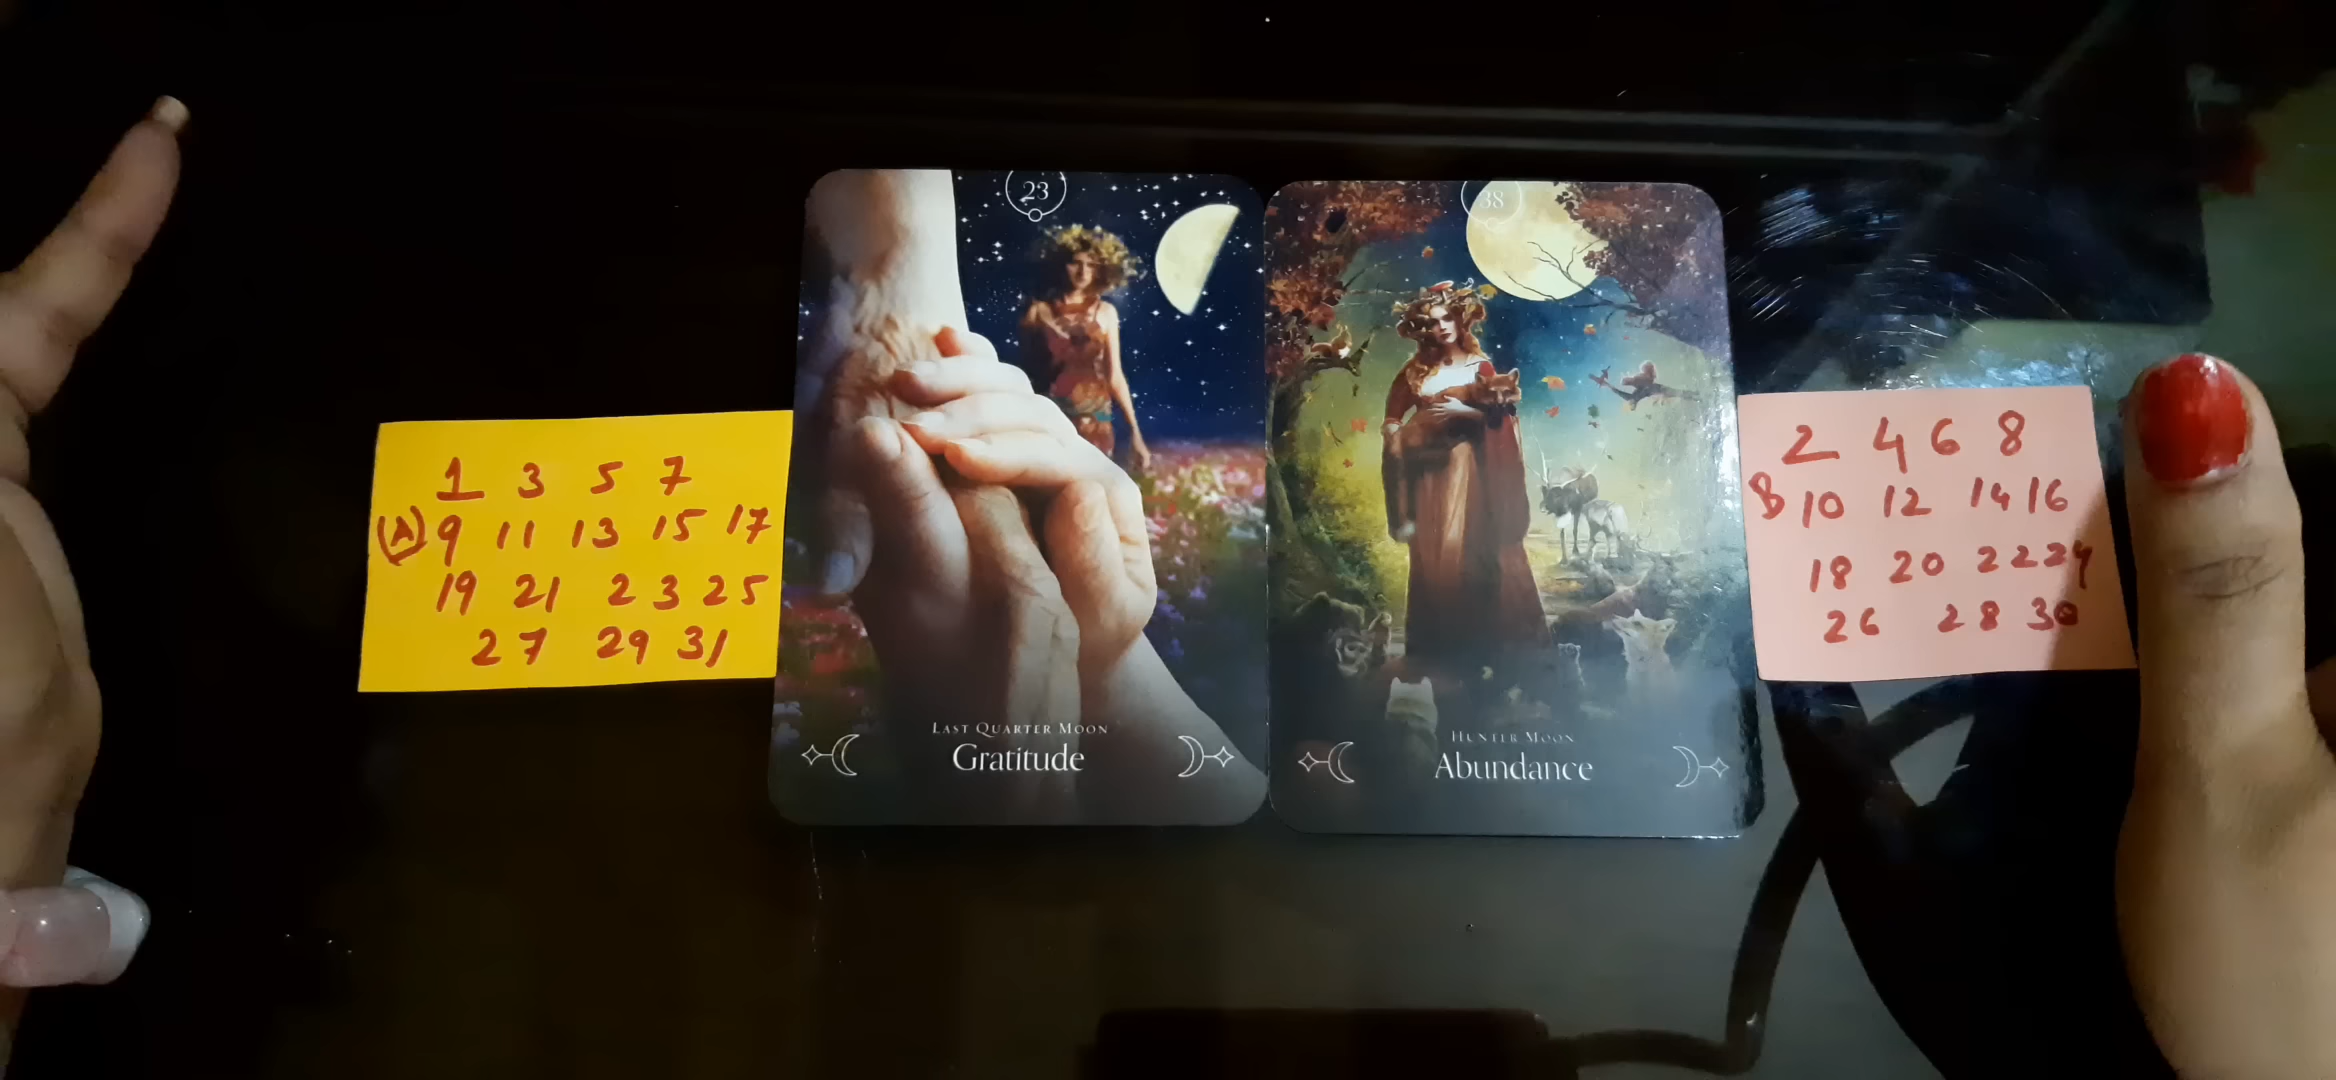 1 3 5 7
(A) 9 11 13 15 17
19 21 23 25
27 29 31
23
Last Quarter Moon
Gratitude
38
Hunter Moon
Abundance
2 4 6 8
B 10 12 14 16
18 20 22 24
26 28 30